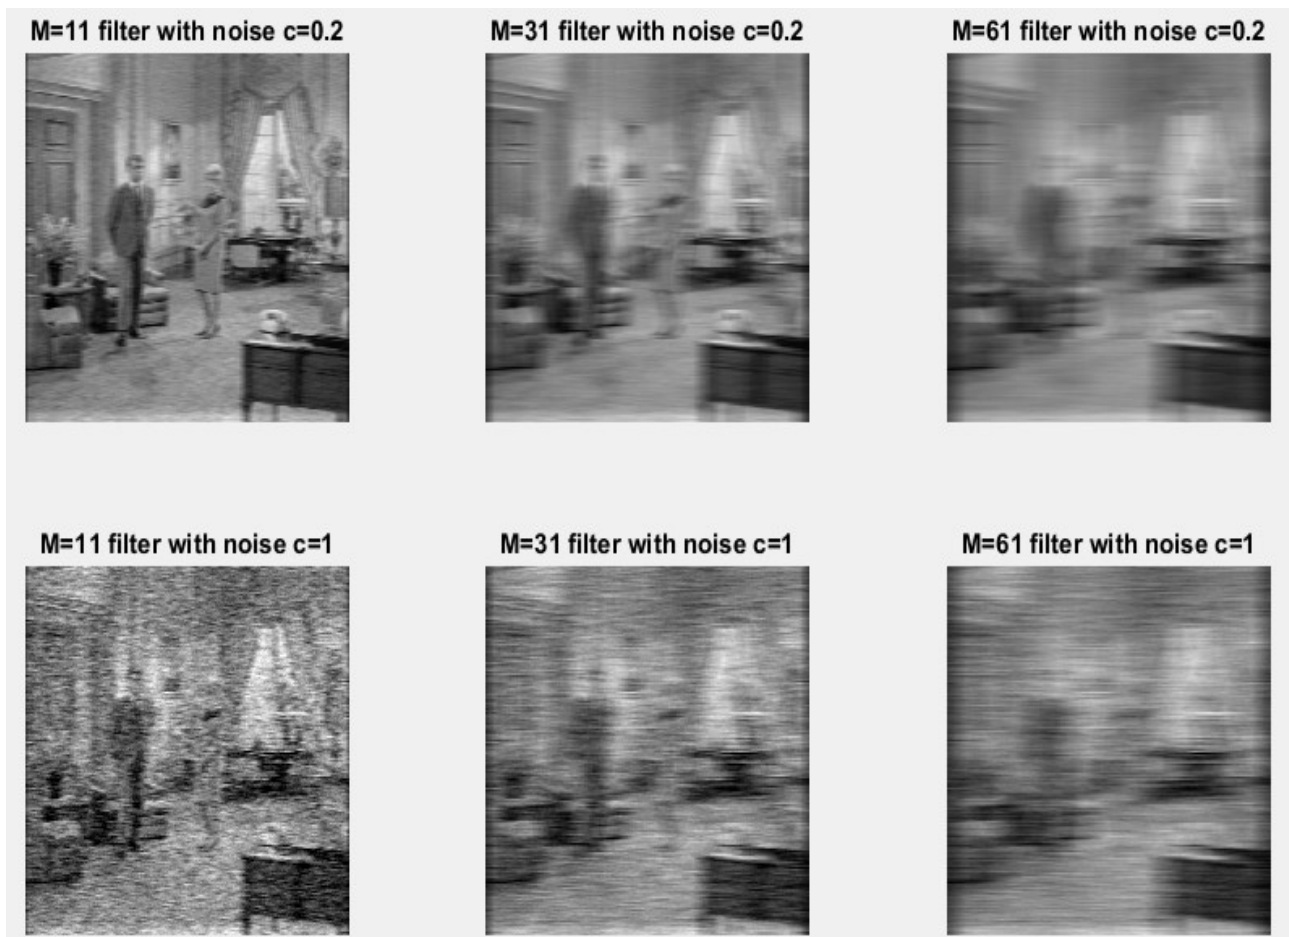 M=11 filter with noise c=0.2
M=31 filter with noise c=0.2
M=61 filter with noise c=0.2
M=11 filter with noise c=1
M=31 filter with noise c=1
M=61 filter with noise c=1